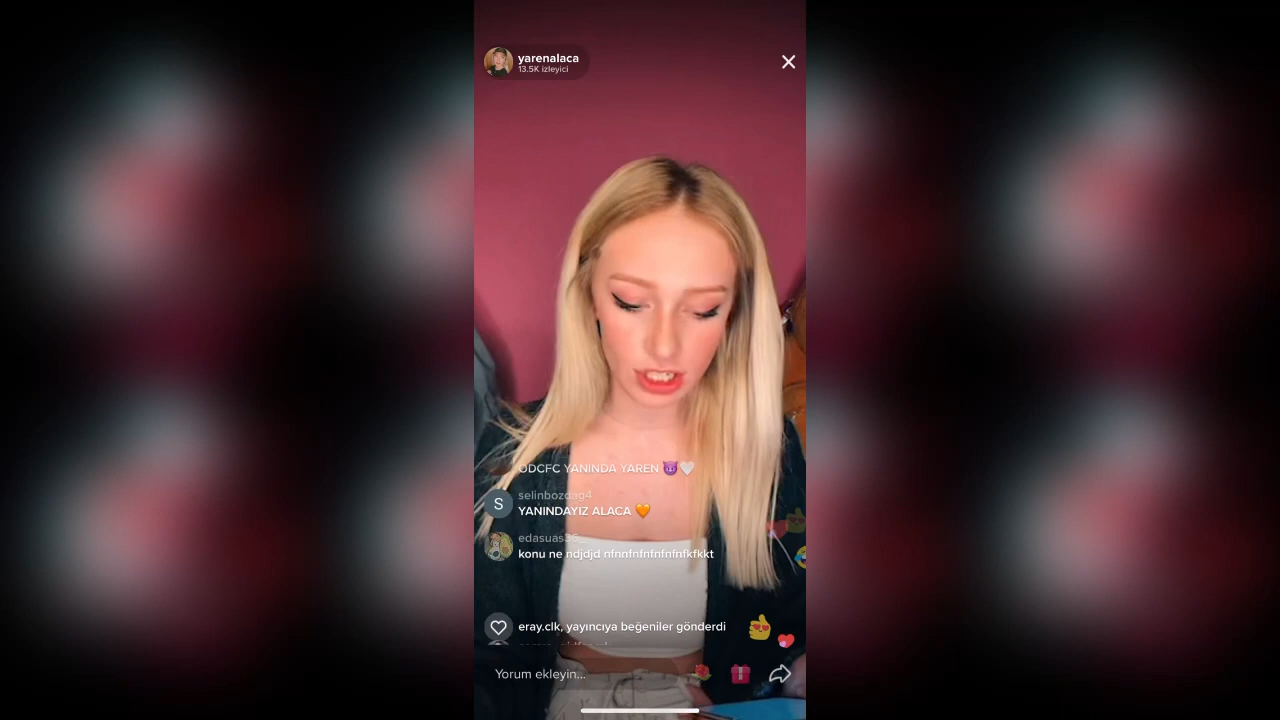 yarenalaca
13.5K izleyici
ODCFC YANINDA YAREN 😈🤍
selinbozdag4
S
YANINDAYIZ ALACA 🧡
konu ne ndjdjd nfnnfnfnfnfnfnfkfkkt
eray.clk, yayıncıya beğeniler gönderdi
Yorum ekleyin...